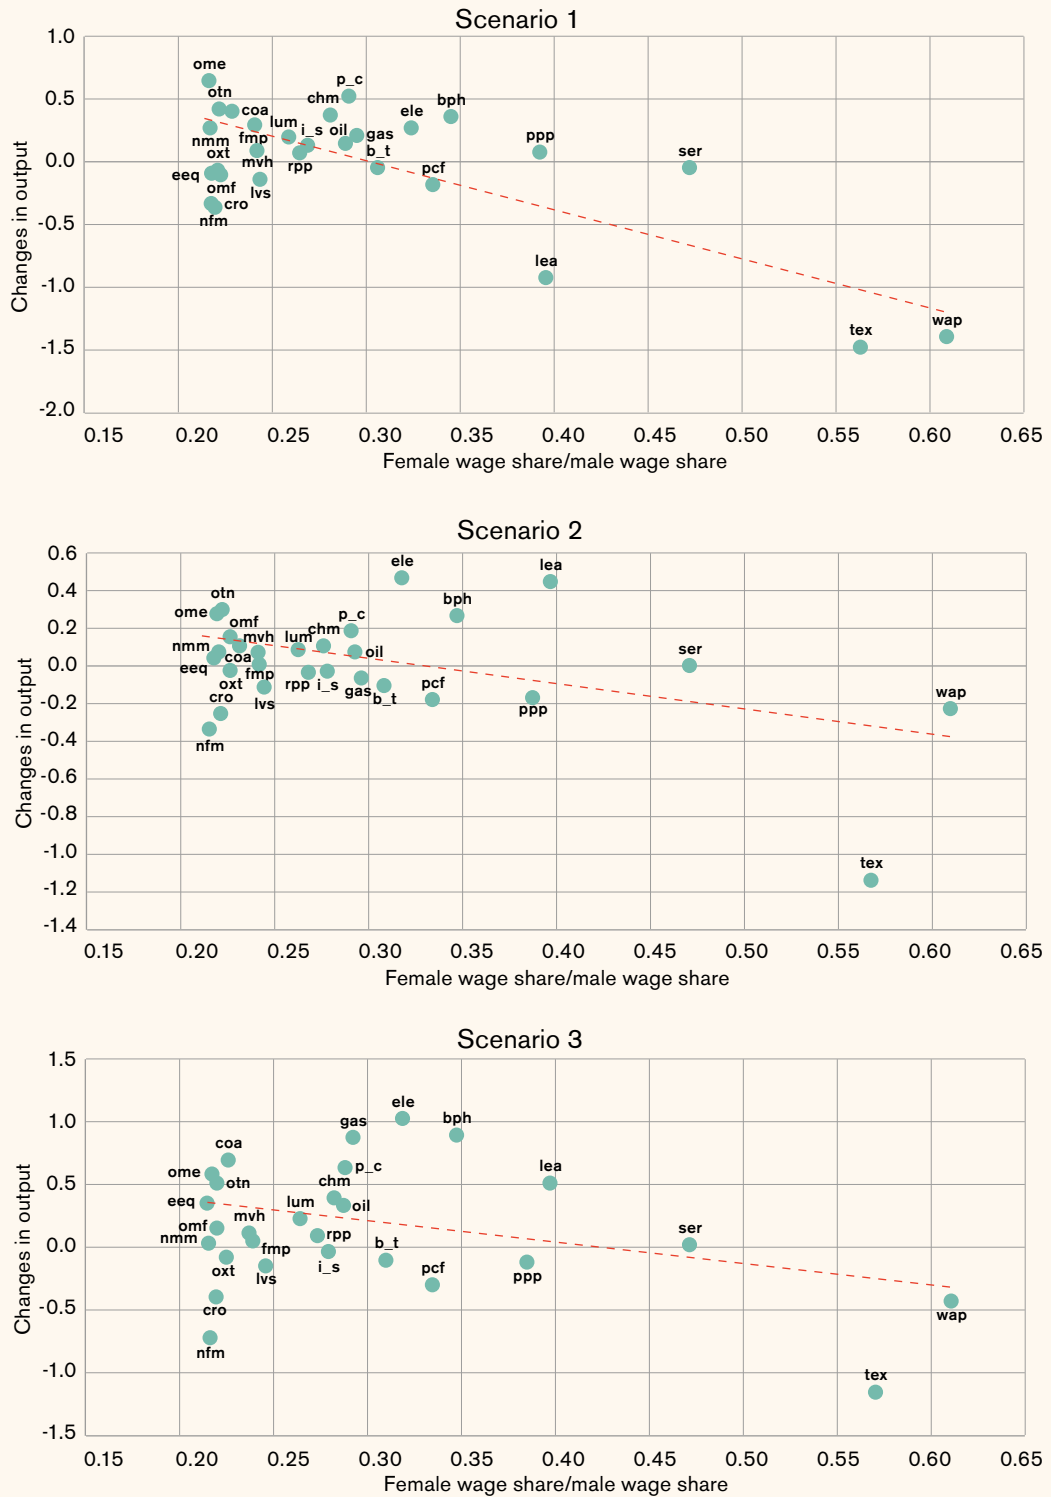 Scenario 1
Changes in output
1.0
0.5
0.0
-0.5
-1.0
-1.5
-2.0
ome
otn
coa
nmm
fmp
lum
i_s
oil
gas
chm
p_c
ele
bph
ppp
ser
oxt
eeq
omf
cro
nfm
mvh
lvs
rpp
b_t
pcf
lea
tex
wap
0.15 0.20 0.25 0.30 0.35 0.40 0.45 0.50 0.55 0.60 0.65
Female wage share/male wage share
Scenario 2
Changes in output
0.6
0.4
0.2
0.0
-0.2
-0.4
-0.6
-0.8
-1.0
-1.2
-1.4
otn
ome
omf
mvh
nmm
eeq
coa
oxt
fmp
cro
lvs
nfm
lum
chm
p_c
oil
rpp
i_s
gas
b_t
ele
bph
pcf
lea
ppp
ser
wap
tex
0.15 0.20 0.25 0.30 0.35 0.40 0.45 0.50 0.55 0.60 0.65
Female wage share/male wage share
Scenario 3
Changes in output
1.5
1.0
0.5
0.0
-0.5
-1.0
-1.5
coa
ome
otn
eeq
omf
nmm
mvh
fmp
oxt
lvs
cro
nfm
gas
p_c
chm
oil
lum
rpp
i_s
b_t
ele
bph
pcf
lea
ppp
ser
wap
tex
0.15 0.20 0.25 0.30 0.35 0.40 0.45 0.50 0.55 0.60 0.65
Female wage share/male wage share